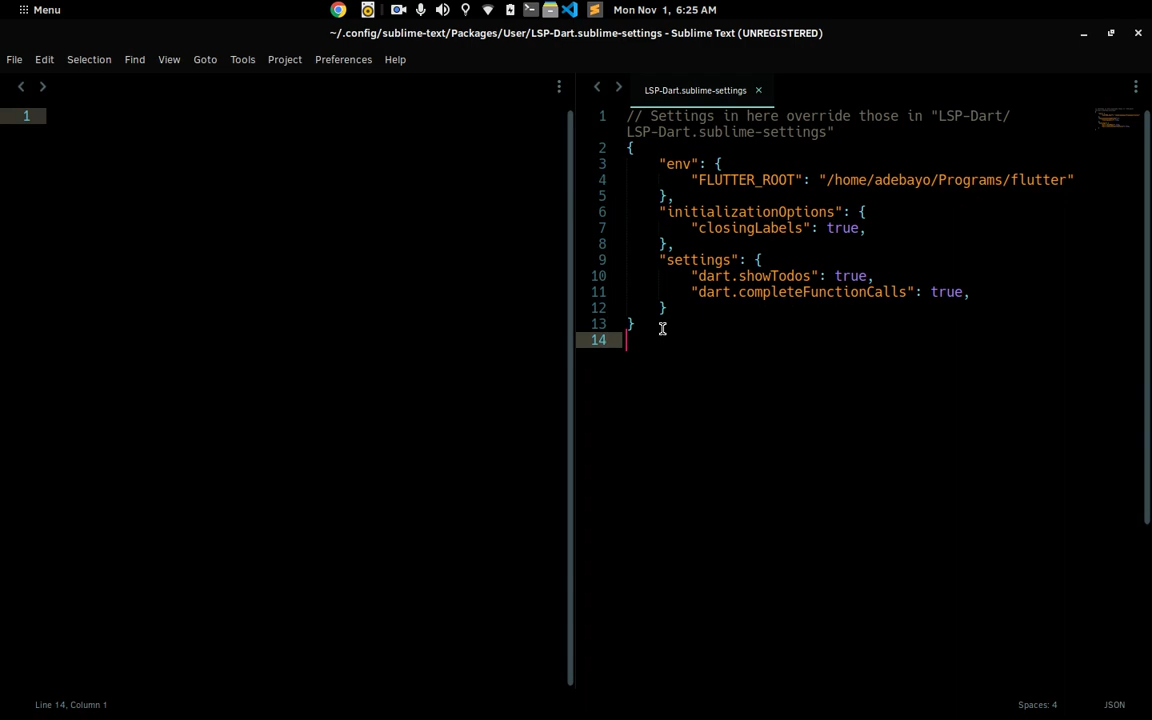 Menu
Mon Nov 1, 6:25 AM
~/.config/sublime-text/Packages/User/LSP-Dart.sublime-settings - Sublime Text (UNREGISTERED)
File Edit Selection Find View Goto Tools Project Preferences Help
LSP-Dart.sublime-settings ×
1
1 // Settings in here override those in "LSP-Dart/
LSP-Dart.sublime-settings"
2 {
3 "env": {
4 "FLUTTER_ROOT": "/home/adebayo/Programs/flutter"
5 },
6 "initializationOptions": {
7 "closingLabels": true,
8 },
9 "settings": {
10 "dart.showTodos": true,
11 "dart.completeFunctionCalls": true,
12 }
13 }
14
Line 14, Column 1
Spaces: 4
JSON